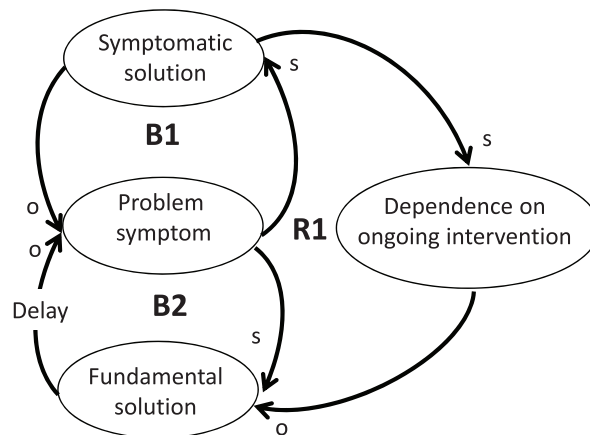 Symptomatic
solution
s
B1
s
o
Problem
symptom
o
R1
Dependence on
ongoing intervention
Delay
B2
s
Fundamental
solution
o